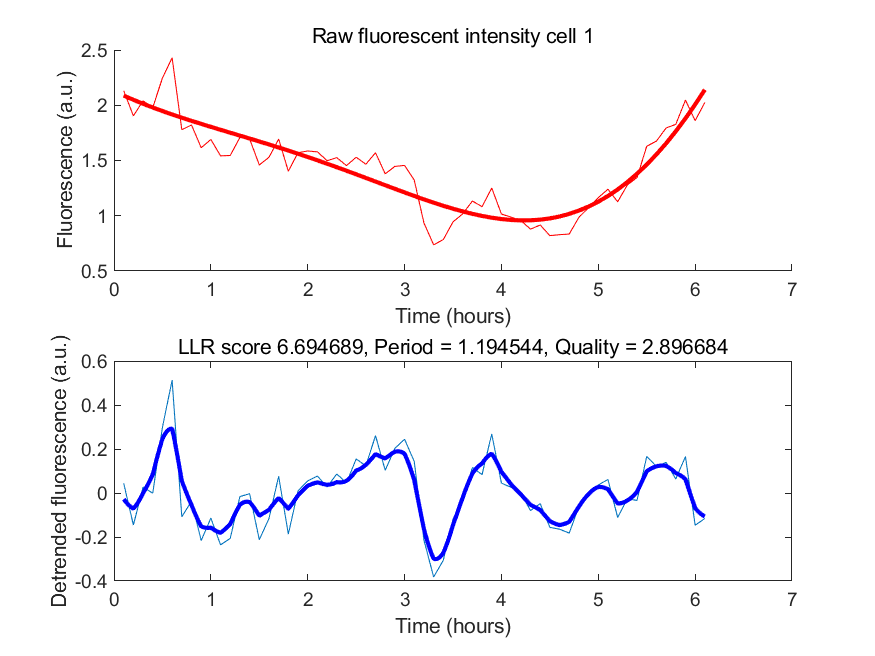 Raw fluorescent intensity cell 1
2.5
2
1.5
1
0.5
Fluorescence (a.u.)
0 1 2 3 4 5 6 7
Time (hours)
LLR score 6.694689, Period = 1.194544, Quality = 2.896684
0.6
0.4
0.2
0
-0.2
-0.4
Detrended fluorescence (a.u.)
0 1 2 3 4 5 6 7
Time (hours)